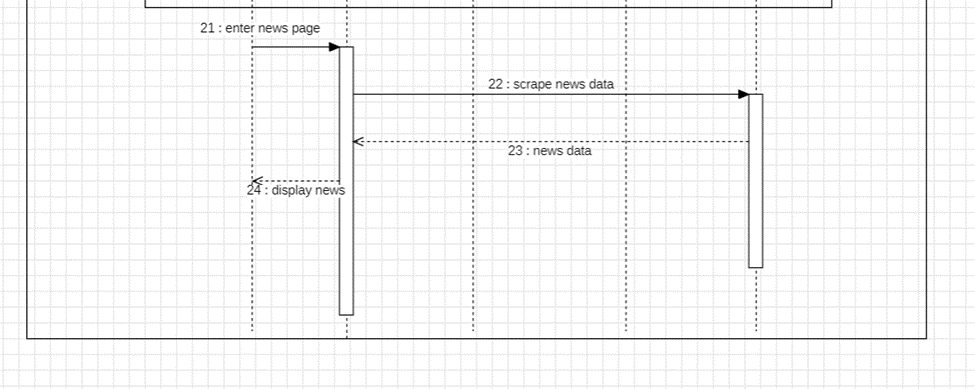 21 : enter news page
22 : scrape news data
23 : news data
24 : display news